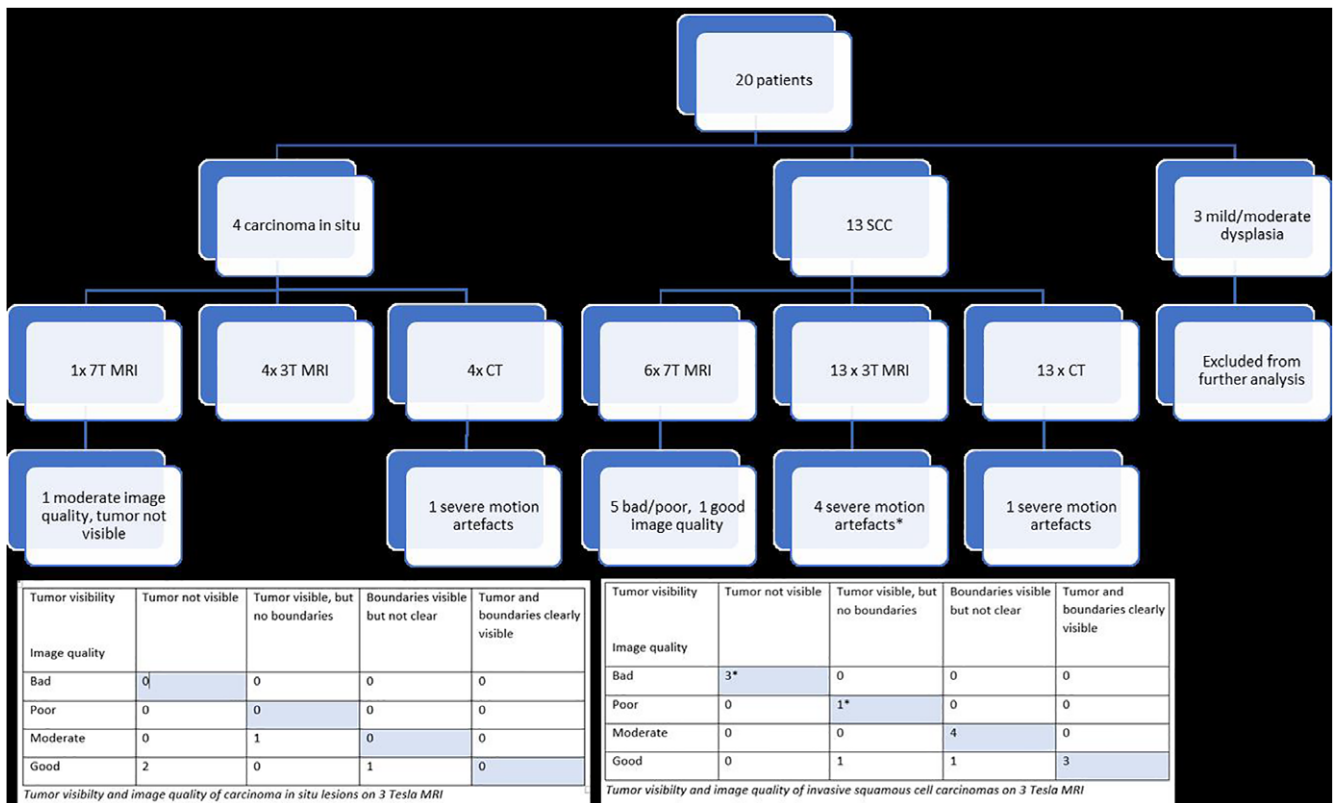 20 patients
4 carcinoma in situ
13 SCC
3 mild/moderate
dysplasia
1x 7T MRI
4x 3T MRI
4x CT
6x 7T MRI
13 x 3T MRI
13 x CT
Excluded from
further analysis
1 moderate image
quality, tumor not
visible
1 severe motion
artefacts
5 bad/poor, 1 good
image quality
4 severe motion
artefacts*
1 severe motion
artefacts
Tumor visibility
Image quality
Tumor not visible
Tumor visible, but
no boundaries
Boundaries visible
but not clear
Tumor and
boundaries clearly
visible
Bad 0 0 0 0
Poor 0 0 0 0
Moderate 0 1 0 0
Good 2 0 1 0
Tumor visibilty and image quality of carcinoma in situ lesions on 3 Tesla MRI
Tumor visibility
Image quality
Tumor not visible
Tumor visible, but
no boundaries
Boundaries visible
but not clear
Tumor and
boundaries clearly
visible
Bad 3* 0 0 0
Poor 0 1* 0 0
Moderate 0 0 4 0
Good 0 1 1 3
Tumor visibilty and image quality of invasive squamous cell carcinomas on 3 Tesla MRI